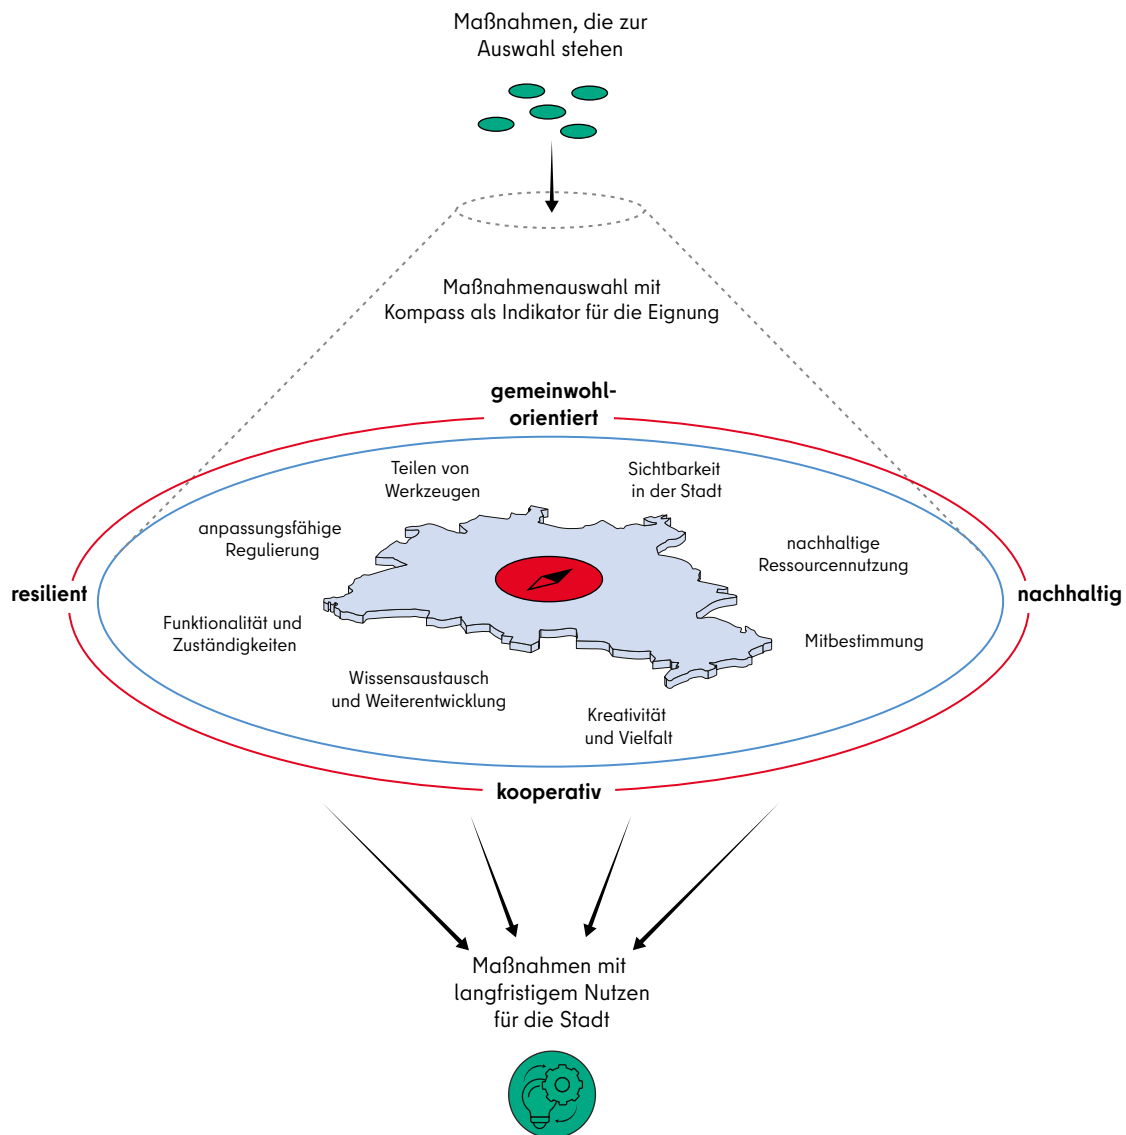 Maßnahmen, die zur
Auswahl stehen
Maßnahmenauswahl mit
Kompass als Indikator für die Eignung
gemeinwohl-
orientiert
Teilen von
Werkzeugen
Sichtbarkeit
in der Stadt
anpassungsfähige
Regulierung
nachhaltige
Ressourcennutzung
resilient
nachhaltig
Funktionalität und
Zuständigkeiten
Mitbestimmung
Wissensaustausch
und Weiterentwicklung
Kreativität
und Vielfalt
kooperativ
Maßnahmen mit
langfristigem Nutzen
für die Stadt